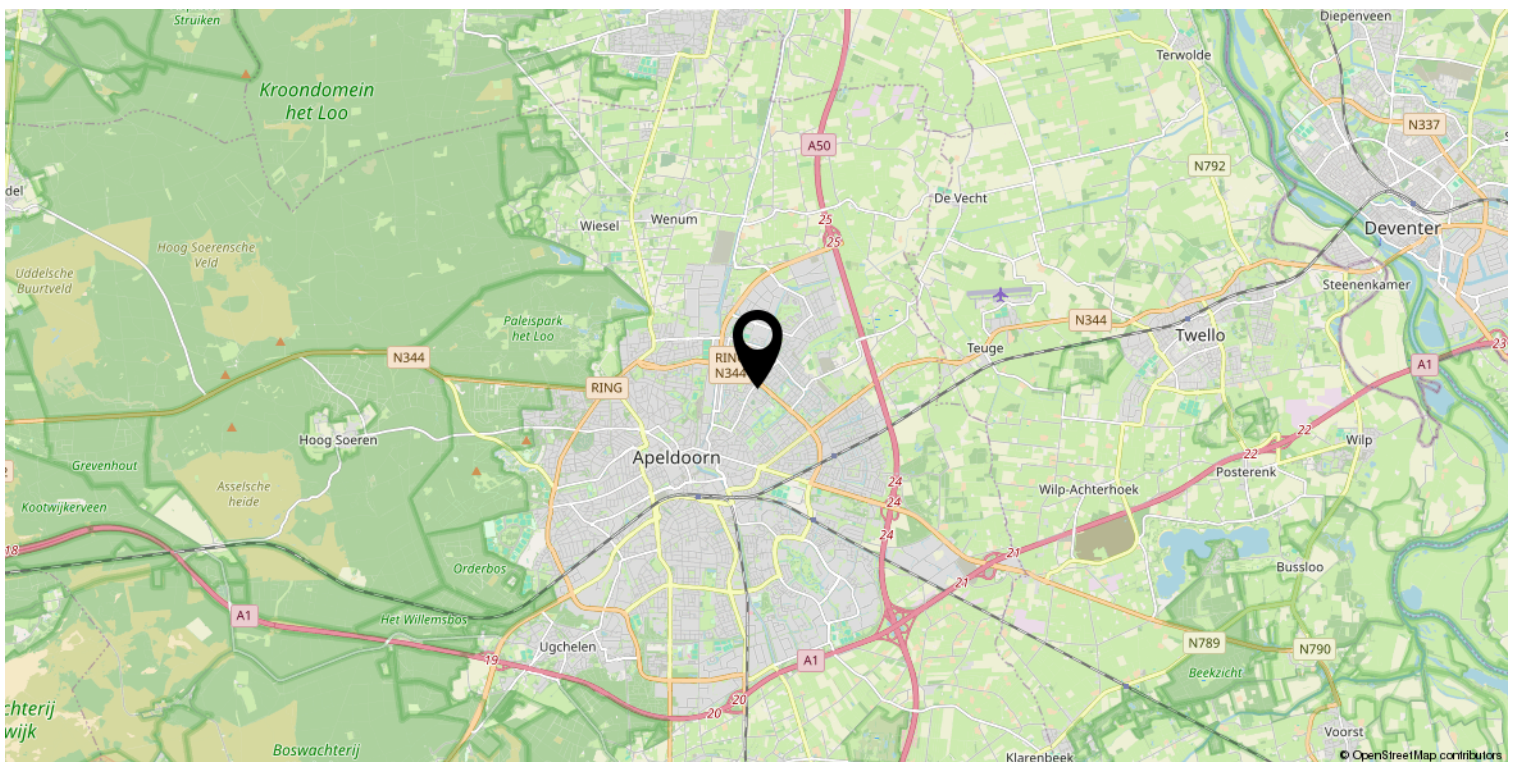 Struiken
Diepenveen
Terwolde
Kroondomein
het Loo
N337
A50
N792
del
De Vecht
Wiesel
Wenum
25
Deventer
25
Hoog Soerensche
Veld
Uddelsche
Buurtveld
Steenenkamer
Paleispark
het Loo
N344
Twello
23
Teuge
N344
RING
N344
A1
RING
22
Hoog Soeren
Wilp
22
Apeldoorn
Grevenhout
Posterenk
24
Asselsche
heide
Wilp-Achterhoek
24
Kootwijkerveen
24
18
21
Orderbos
Bussloo
21
A1
Het Willemsbos
N789
N790
Ugchelen
19
A1
Beekzicht
20
20
chterij
wijk
Voorst
Boswachterij
Klarenbeek
© OpenStreetMap contributors